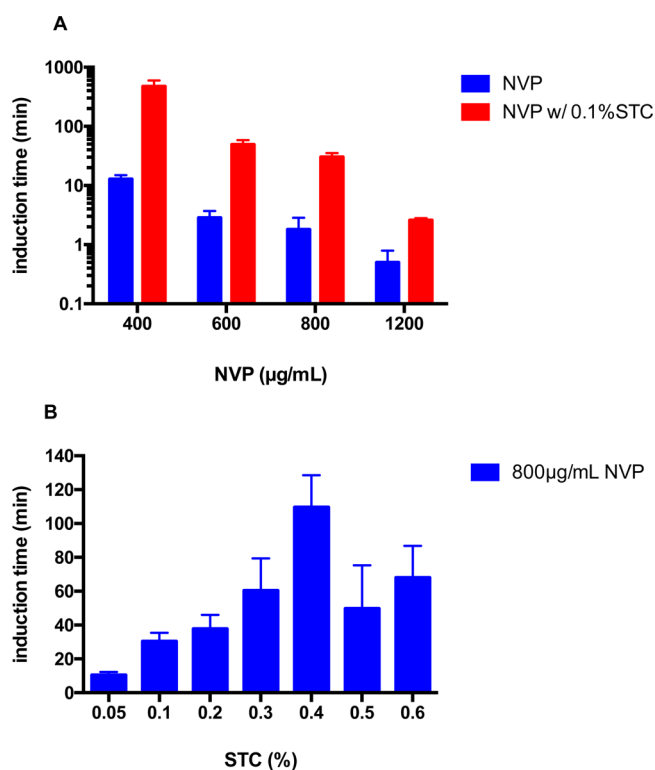 A
1000
100
10
1
0.1
induction time (min)
400 600 800 1200
NVP (µg/mL)
NVP
NVP w/ 0.1%STC
B
140
120
100
80
60
40
20
0
induction time (min)
0.05 0.1 0.2 0.3 0.4 0.5 0.6
STC (%)
800µg/mL NVP